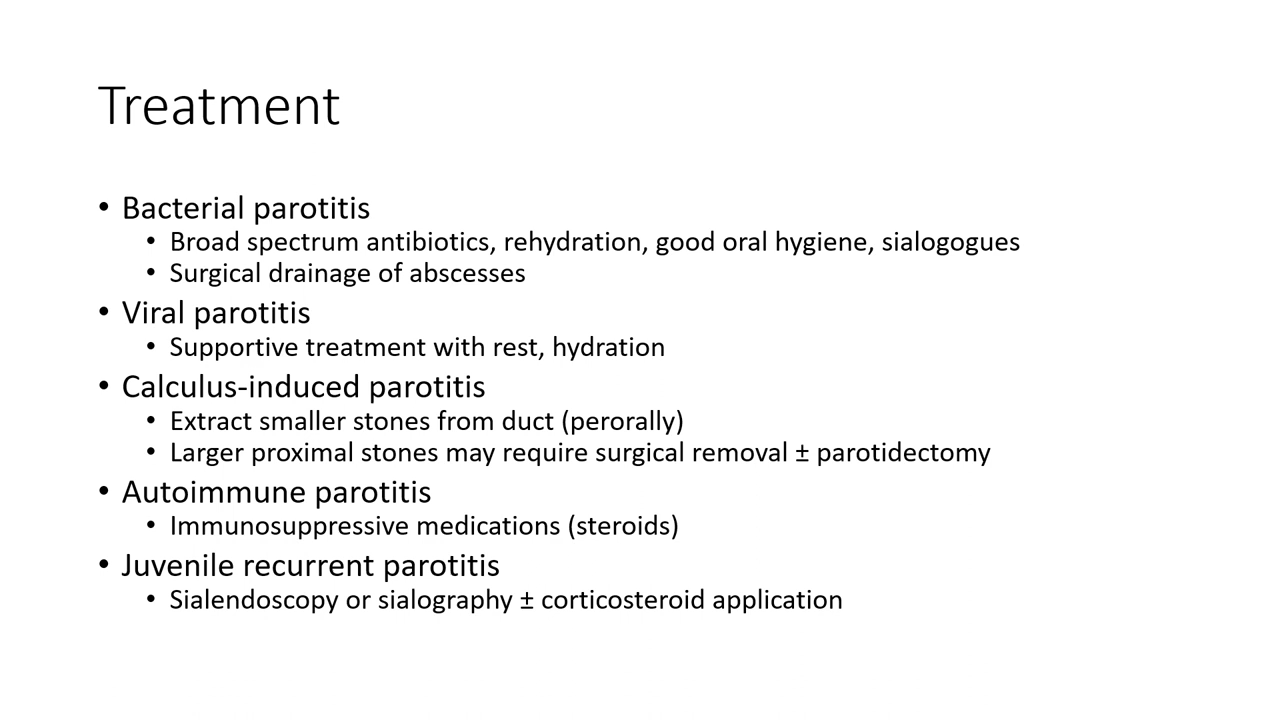 Treatment
• Bacterial parotitis
• Broad spectrum antibiotics, rehydration, good oral hygiene, sialogogues
• Surgical drainage of abscesses
• Viral parotitis
• Supportive treatment with rest, hydration
• Calculus-induced parotitis
• Extract smaller stones from duct (perorally)
• Larger proximal stones may require surgical removal ± parotidectomy
• Autoimmune parotitis
• Immunosuppressive medications (steroids)
• Juvenile recurrent parotitis
• Sialendoscopy or sialography ± corticosteroid application